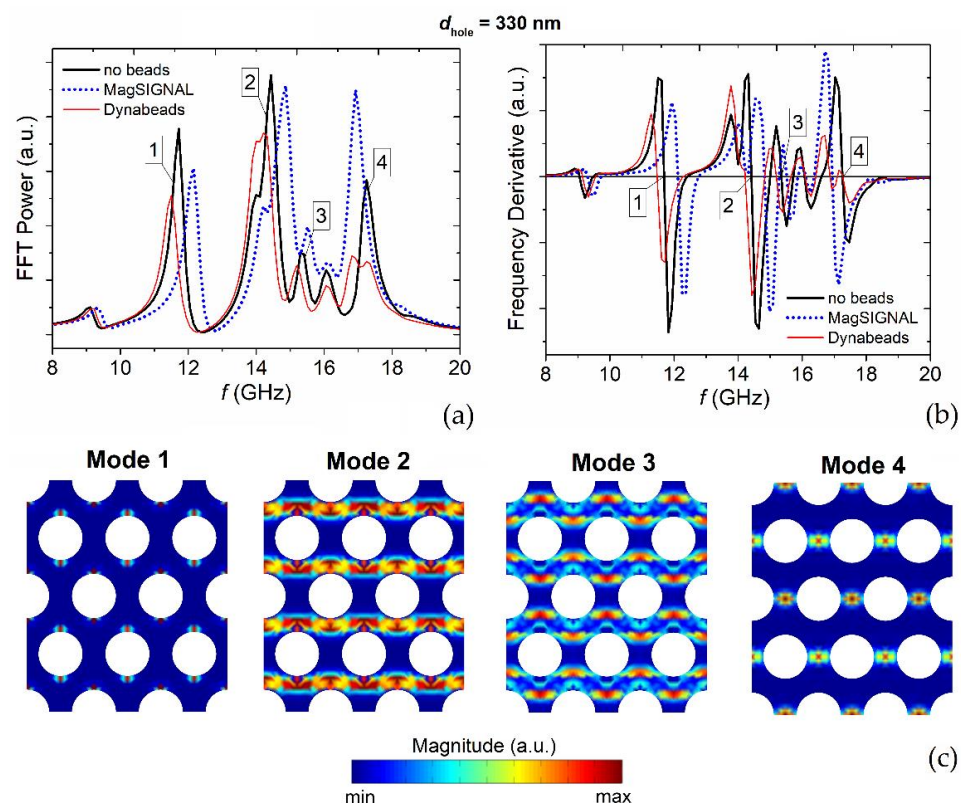 d_hole = 330 nm
no beads
MagSIGNAL
Dynabeads
1
2
3
4
FFT Power (a.u.)
8 10 12 14 16 18 20
f (GHz)
(a)
1
2
3
4
no beads
MagSIGNAL
Dynabeads
Frequency Derivative (a.u.)
8 10 12 14 16 18 20
f (GHz)
(b)
Mode 1
Mode 2
Mode 3
Mode 4
Magnitude (a.u.)
min max
(c)